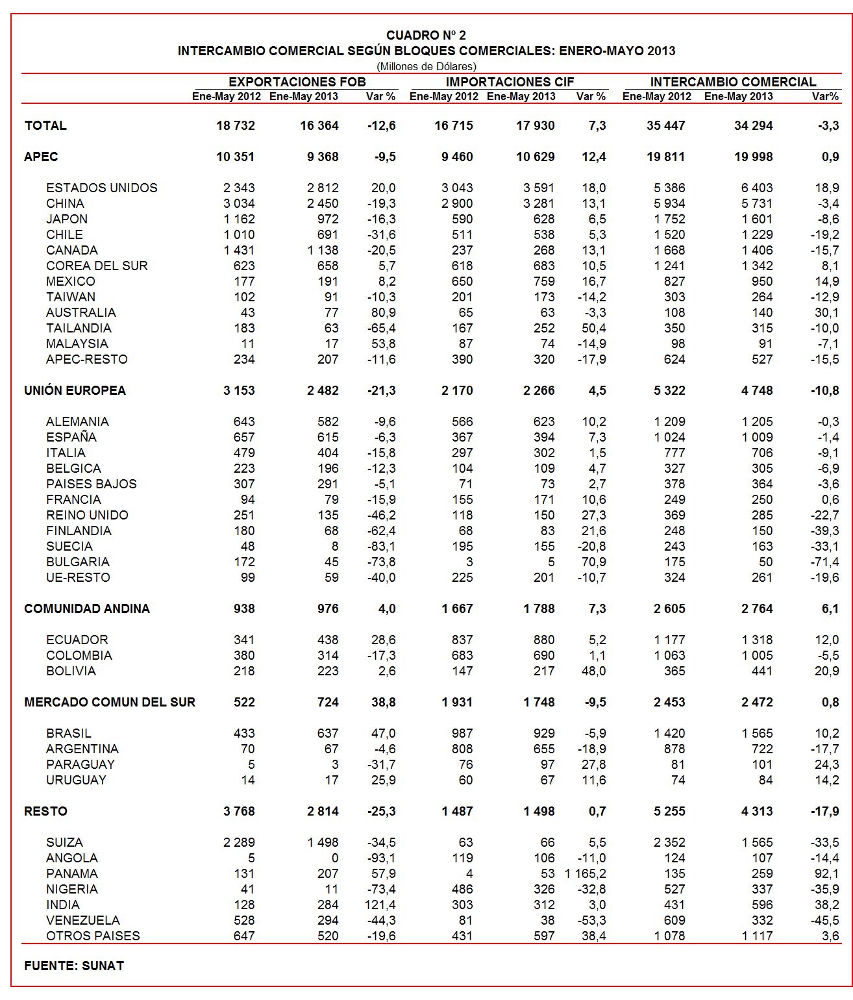 CUADRO Nº 2
INTERCAMBIO COMERCIAL SEGÚN BLOQUES COMERCIALES: ENERO-MAYO 2013
(Millones de Dólares)
EXPORTACIONES FOB IMPORTACIONES CIF INTERCAMBIO COMERCIAL
Ene-May 2012 Ene-May 2013 Var % Ene-May 2012 Ene-May 2013 Var % Ene-May 2012 Ene-May 2013 Var%
TOTAL 18 732 16 364 -12,6 16 715 17 930 7,3 35 447 34 294 -3,3
APEC 10 351 9 368 -9,5 9 460 10 629 12,4 19 811 19 998 0,9
ESTADOS UNIDOS 2 343 2 812 20,0 3 043 3 591 18,0 5 386 6 403 18,9
CHINA 3 034 2 450 -19,3 2 900 3 281 13,1 5 934 5 731 -3,4
JAPON 1 162 972 -16,3 590 628 6,5 1 752 1 601 -8,6
CHILE 1 010 691 -31,6 511 538 5,3 1 520 1 229 -19,2
CANADA 1 431 1 138 -20,5 237 268 13,1 1 668 1 406 -15,7
COREA DEL SUR 623 658 5,7 618 683 10,5 1 241 1 342 8,1
MEXICO 177 191 8,2 650 759 16,7 827 950 14,9
TAIWAN 102 91 -10,3 201 173 -14,2 303 264 -12,9
AUSTRALIA 43 77 80,9 65 63 -3,3 108 140 30,1
TAILANDIA 183 63 -65,4 167 252 50,4 350 315 -10,0
MALAYSIA 11 17 53,8 87 74 -14,9 98 91 -7,1
APEC-RESTO 234 207 -11,6 390 320 -17,9 624 527 -15,5
UNIÓN EUROPEA 3 153 2 482 -21,3 2 170 2 266 4,5 5 322 4 748 -10,8
ALEMANIA 643 582 -9,6 566 623 10,2 1 209 1 205 -0,3
ESPAÑA 657 615 -6,3 367 394 7,3 1 024 1 009 -1,4
ITALIA 479 404 -15,8 297 302 1,5 777 706 -9,1
BELGICA 223 196 -12,3 104 109 4,7 327 305 -6,9
PAISES BAJOS 307 291 -5,1 71 73 2,7 378 364 -3,6
FRANCIA 94 79 -15,9 155 171 10,6 249 250 0,6
REINO UNIDO 251 135 -46,2 118 150 27,3 369 285 -22,7
FINLANDIA 180 68 -62,4 68 83 21,6 248 150 -39,3
SUECIA 48 8 -83,1 195 155 -20,8 243 163 -33,1
BULGARIA 172 45 -73,8 3 5 70,9 175 50 -71,4
UE-RESTO 99 59 -40,0 225 201 -10,7 324 261 -19,6
COMUNIDAD ANDINA 938 976 4,0 1 667 1 788 7,3 2 605 2 764 6,1
ECUADOR 341 438 28,6 837 880 5,2 1 177 1 318 12,0
COLOMBIA 380 314 -17,3 683 690 1,1 1 063 1 005 -5,5
BOLIVIA 218 223 2,6 147 217 48,0 365 441 20,9
MERCADO COMUN DEL SUR 522 724 38,8 1 931 1 748 -9,5 2 453 2 472 0,8
BRASIL 433 637 47,0 987 929 -5,9 1 420 1 565 10,2
ARGENTINA 70 67 -4,6 808 655 -18,9 878 722 -17,7
PARAGUAY 5 3 -31,7 76 97 27,8 81 101 24,3
URUGUAY 14 17 25,9 60 67 11,6 74 84 14,2
RESTO 3 768 2 814 -25,3 1 487 1 498 0,7 5 255 4 313 -17,9
SUIZA 2 289 1 498 -34,5 63 66 5,5 2 352 1 565 -33,5
ANGOLA 5 0 -93,1 119 106 -11,0 124 107 -14,4
PANAMA 131 207 57,9 4 53 1 165,2 135 259 92,1
NIGERIA 41 11 -73,4 486 326 -32,8 527 337 -35,9
INDIA 128 284 121,4 303 312 3,0 431 596 38,2
VENEZUELA 528 294 -44,3 81 38 -53,3 609 332 -45,5
OTROS PAISES 647 520 -19,6 431 597 38,4 1 078 1 117 3,6
FUENTE: SUNAT